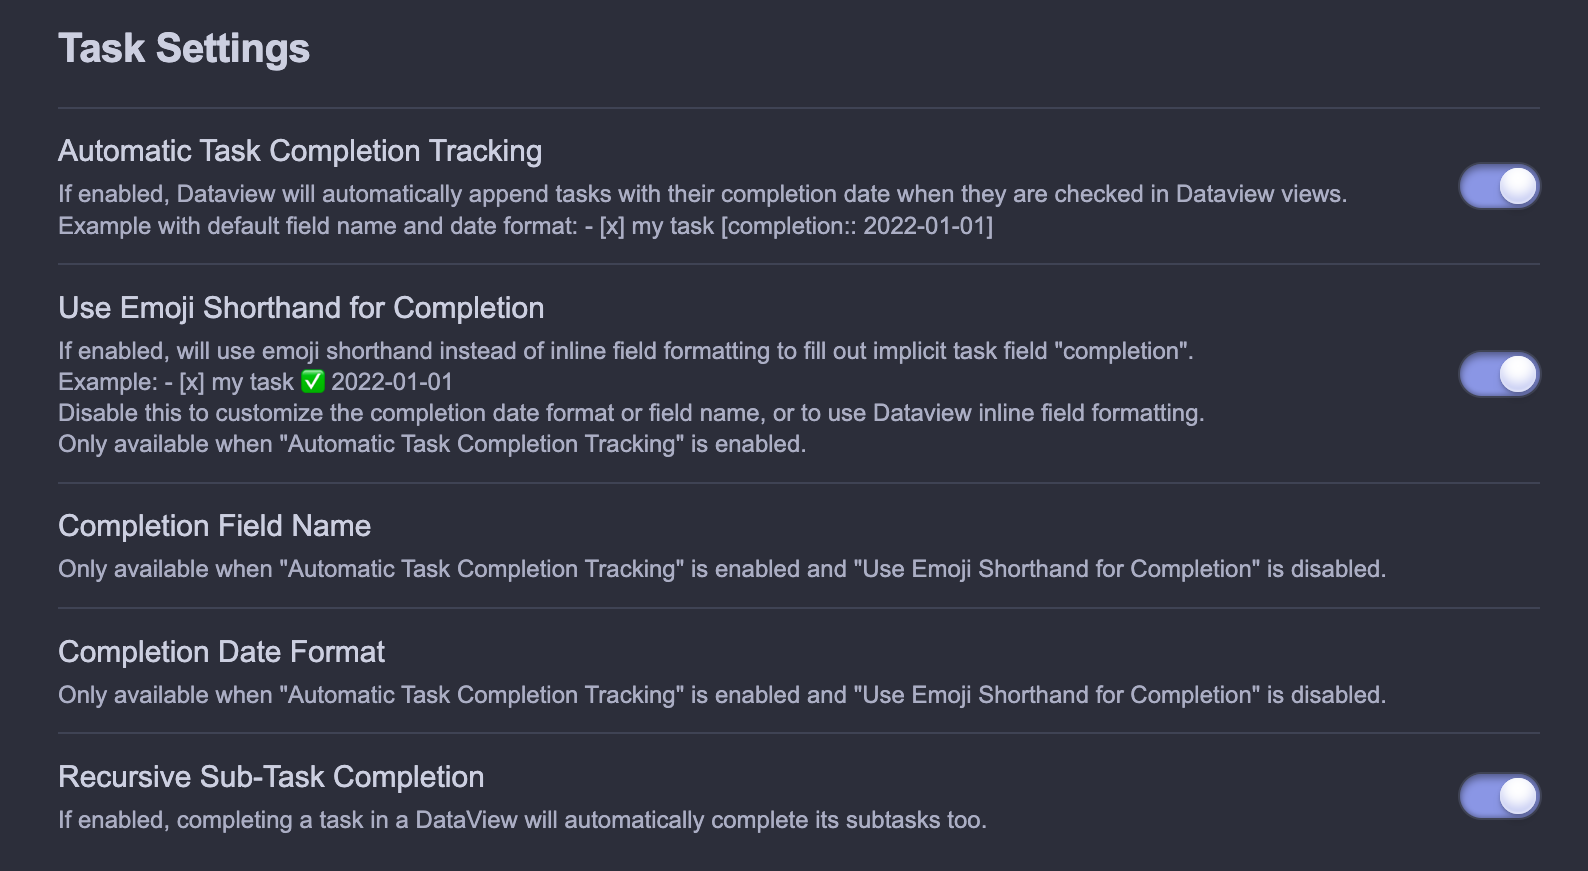 Task Settings
Automatic Task Completion Tracking
If enabled, Dataview will automatically append tasks with their completion date when they are checked in Dataview views.
Example with default field name and date format: - [x] my task [completion:: 2022-01-01]
Use Emoji Shorthand for Completion
If enabled, will use emoji shorthand instead of inline field formatting to fill out implicit task field "completion".
Example: - [x] my task ✅ 2022-01-01
Disable this to customize the completion date format or field name, or to use Dataview inline field formatting.
Only available when "Automatic Task Completion Tracking" is enabled.
Completion Field Name
Only available when "Automatic Task Completion Tracking" is enabled and "Use Emoji Shorthand for Completion" is disabled.
Completion Date Format
Only available when "Automatic Task Completion Tracking" is enabled and "Use Emoji Shorthand for Completion" is disabled.
Recursive Sub-Task Completion
If enabled, completing a task in a DataView will automatically complete its subtasks too.